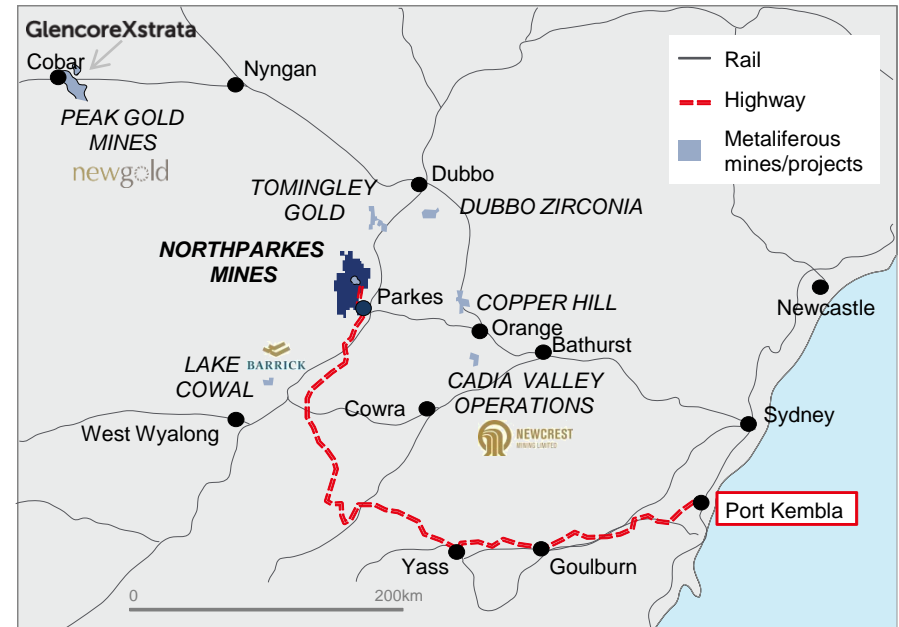 GlencoreXstrata
Cobar
Nyngan
PEAK GOLD
MINES
newgold
Rail
Highway
Metaliferous
mines/projects
Dubbo
TOMINGLEY
GOLD
DUBBO ZIRCONIA
NORTHPARKES
MINES
Parkes
COPPER HILL
Newcastle
Orange
Bathurst
LAKE
COWAL
BARRICK
CADIA VALLEY
OPERATIONS
NEWCREST
MINING LIMITED
Cowra
West Wyalong
Sydney
Port Kembla
Yass
Goulburn
0
200km